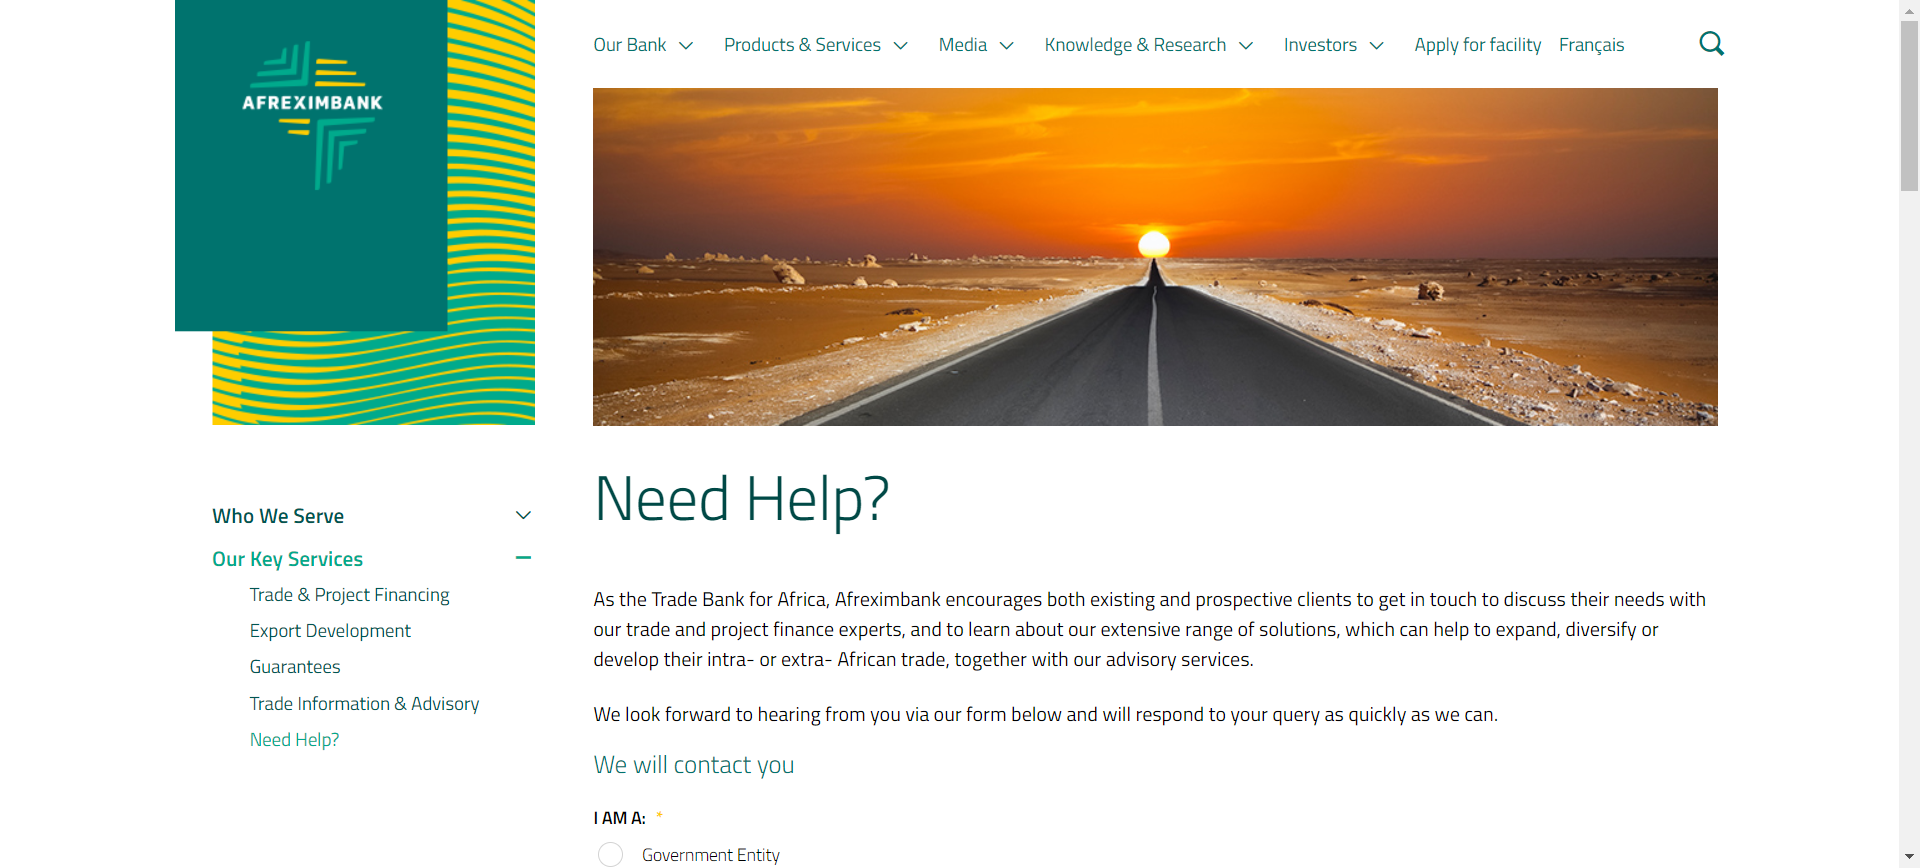 AFREXIMBANK
Our Bank
Products & Services
Media
Knowledge & Research
Investors
Apply for facility
Français
Who We Serve
Our Key Services
Trade & Project Financing
Export Development
Guarantees
Trade Information & Advisory
Need Help?
Need Help?
As the Trade Bank for Africa, Afreximbank encourages both existing and prospective clients to get in touch to discuss their needs with
our trade and project finance experts, and to learn about our extensive range of solutions, which can help to expand, diversify or
develop their intra- or extra- African trade, together with our advisory services.
We look forward to hearing from you via our form below and will respond to your query as quickly as we can.
We will contact you
I AM A: *
Government Entity